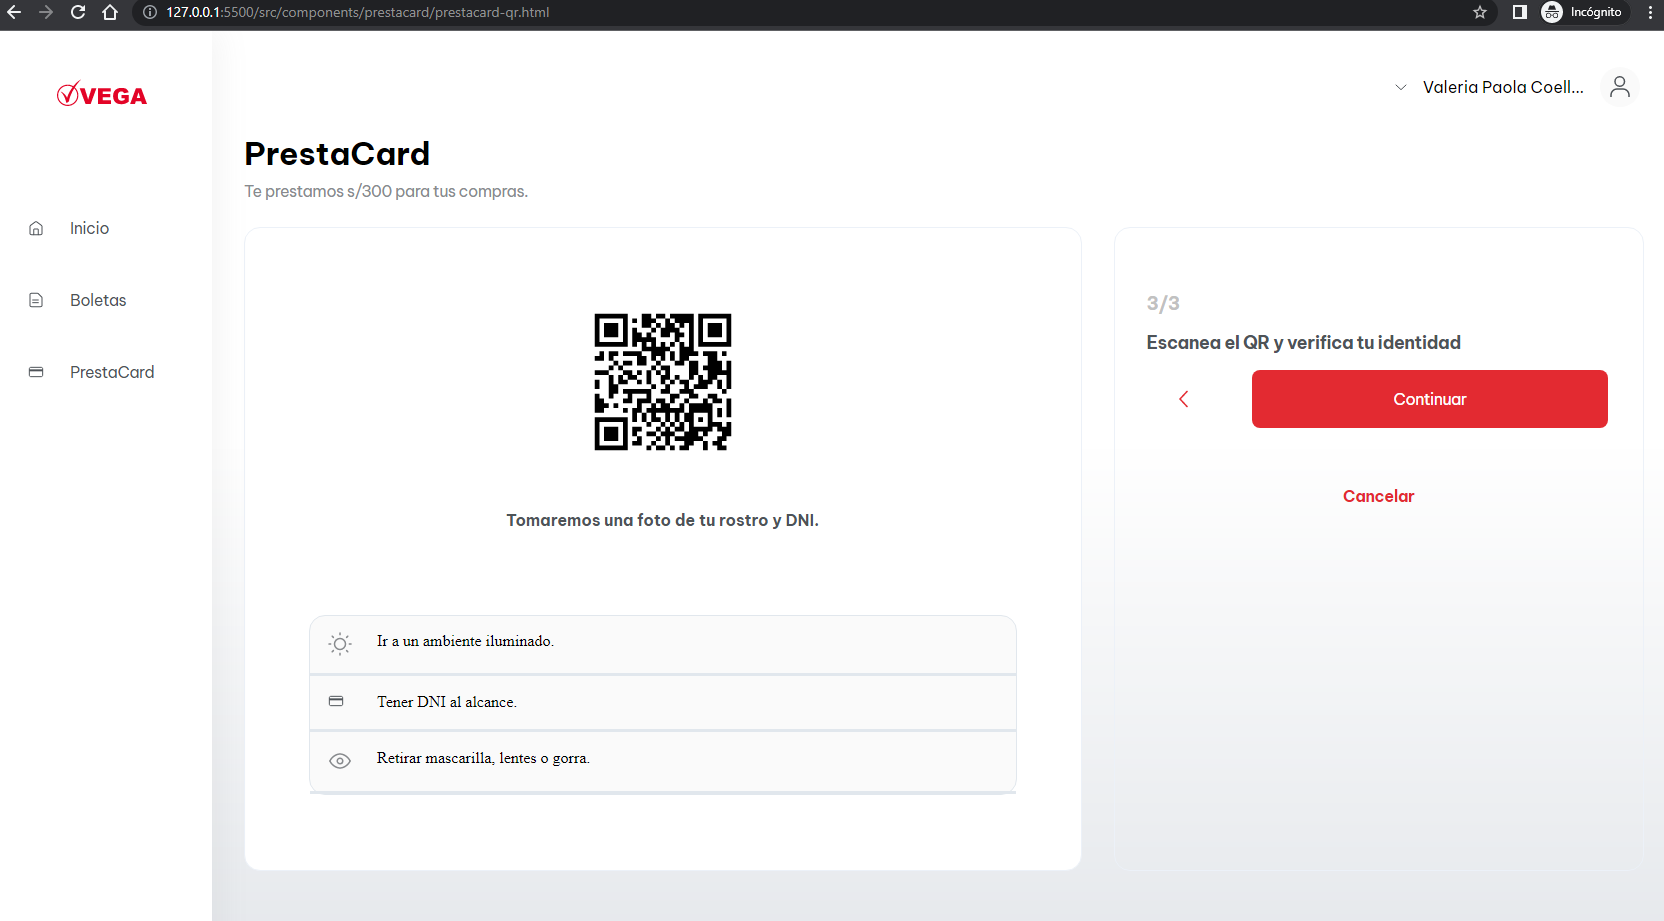 127.0.0.1:5500/src/components/prestacard/prestacard-qr.html
Incógnito
VEGA
Valeria Paola Coell...
PrestaCard
Te prestamos s/300 para tus compras.
Inicio
Boletas
PrestaCard
Tomaremos una foto de tu rostro y DNI.
Ir a un ambiente iluminado.
Tener DNI al alcance.
Retirar mascarilla, lentes o gorra.
3/3
Escanea el QR y verifica tu identidad
Continuar
Cancelar